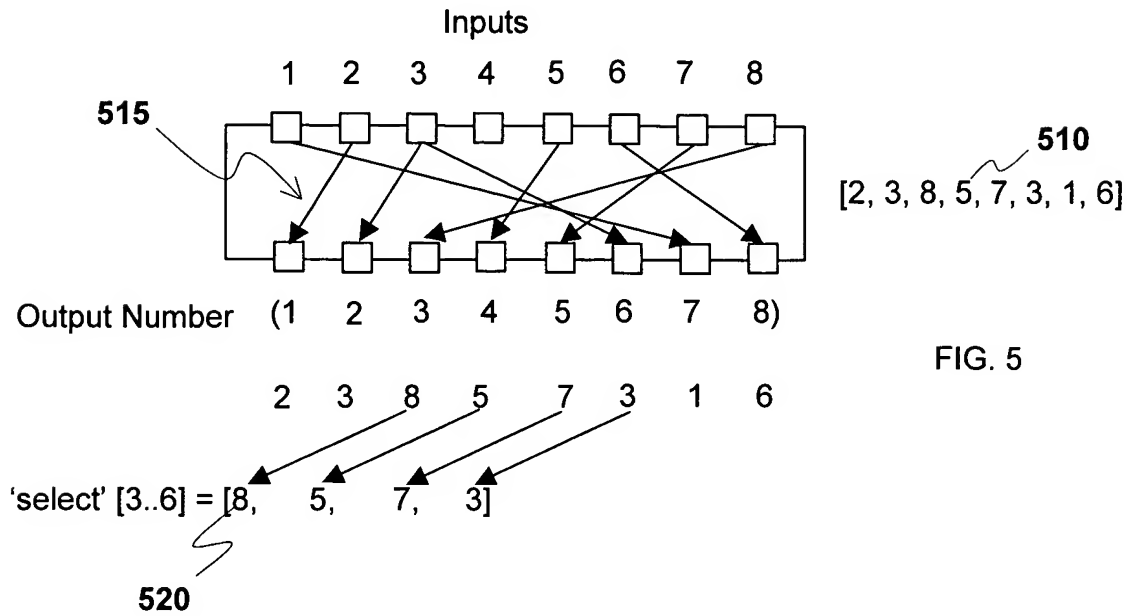 Inputs
1 2 3 4 5 6 7 8
515
510
[2, 3, 8, 5, 7, 3, 1, 6]
Output Number (1 2 3 4 5 6 7 8)
FIG. 5
2 3 8 5 7 3 1 6
'select' [3..6] = [8, 5, 7, 3]
520